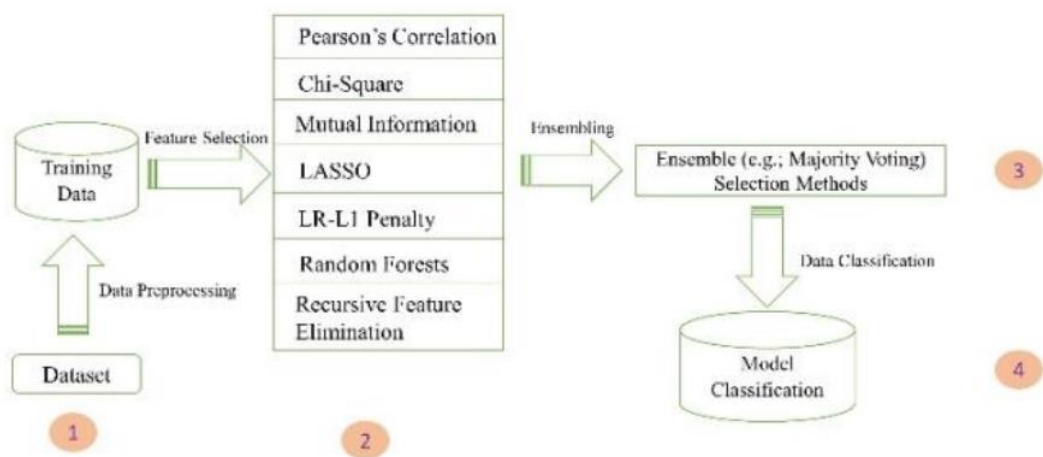 Pearson's Correlation
Chi-Square
Mutual Information
LASSO
LR-L1 Penalty
Random Forests
Recursive Feature
Elimination
Feature Selection
Training
Data
Data Preprocessing
Dataset
1
2
Ensembling
Ensemble (e.g.; Majority Voting)
Selection Methods
3
Data Classification
Model
Classification
4